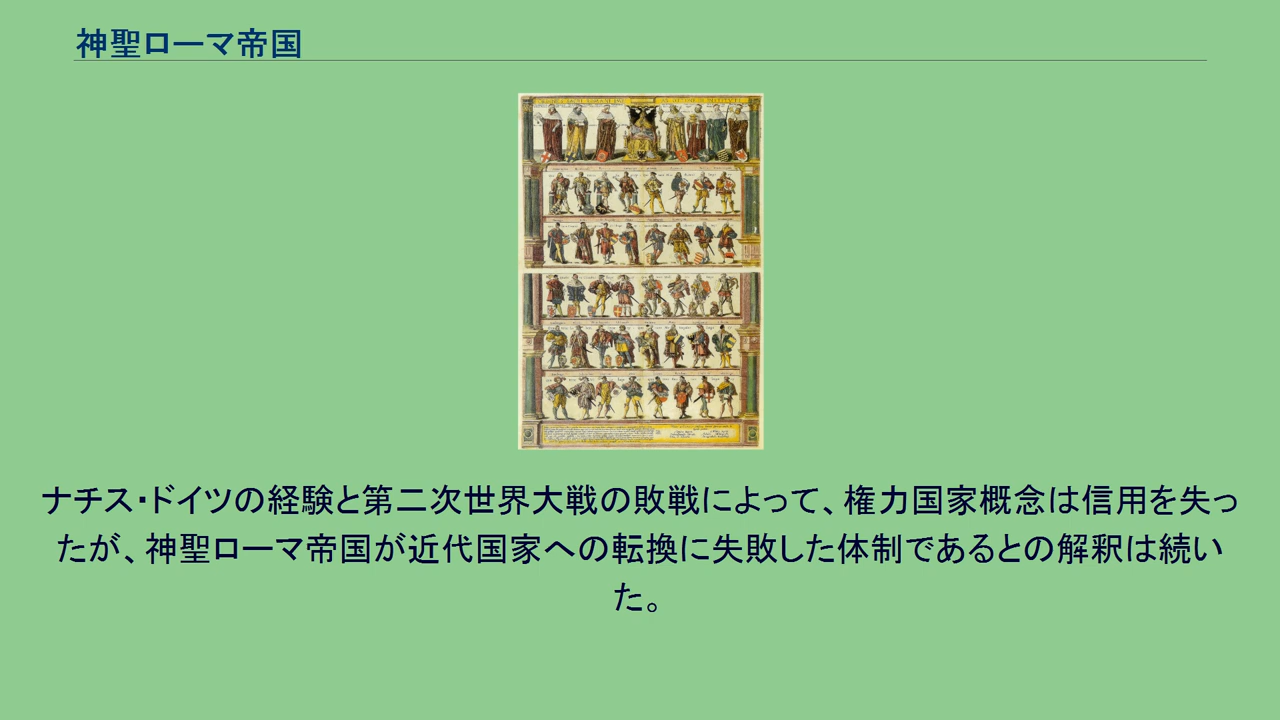 神聖ローマ帝国
ナチス・ドイツの経験と第二次世界大戦の敗戦によって、権力国家概念は信用を失っ
たが、神聖ローマ帝国が近代国家への転換に失敗した体制であるとの解釈は続い
た。